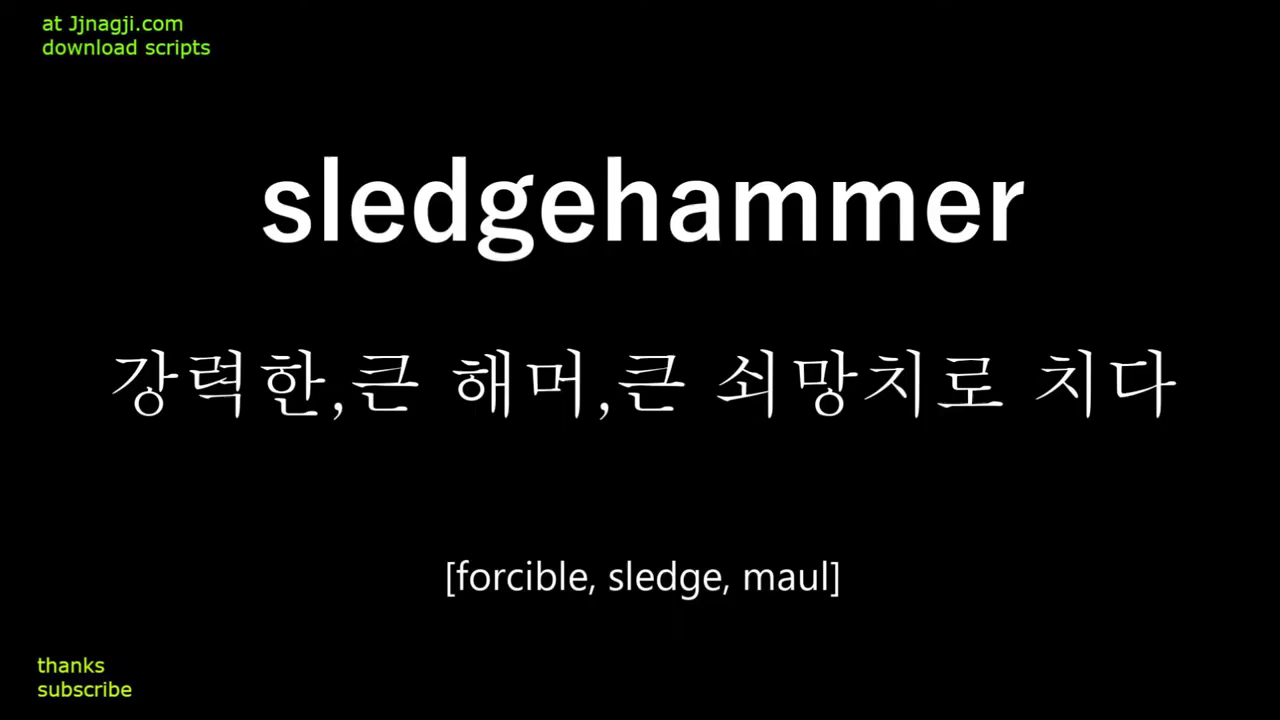 at Jjnagji.com
download scripts
sledgehammer
강력한,큰 해머,큰 쇠망치로 치다
[forcible, sledge, maul]
thanks
subscribe